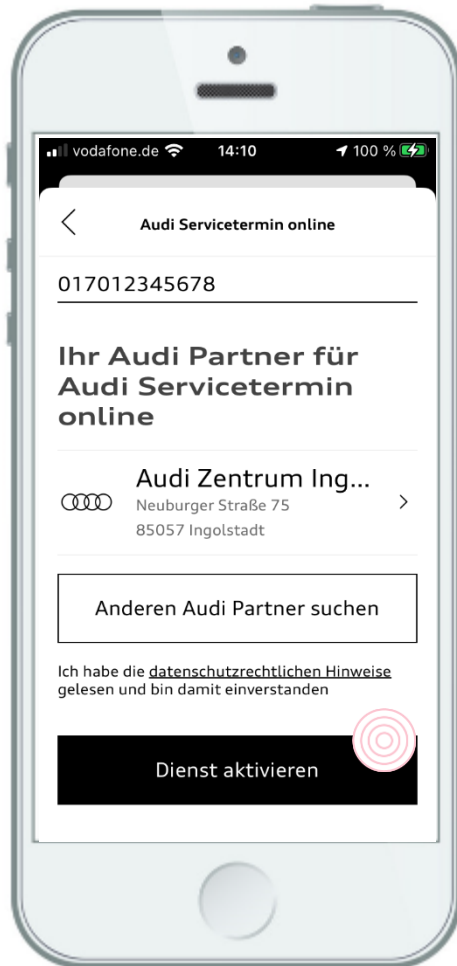 vodafone.de 14:10 100 %
Audi Servicetermin online
017012345678
Ihr Audi Partner für
Audi Servicetermin
online
Audi Zentrum Ing...
Neuburger Straße 75
85057 Ingolstadt
Anderen Audi Partner suchen
Ich habe die datenschutzrechtlichen Hinweise
gelesen und bin damit einverstanden
Dienst aktivieren